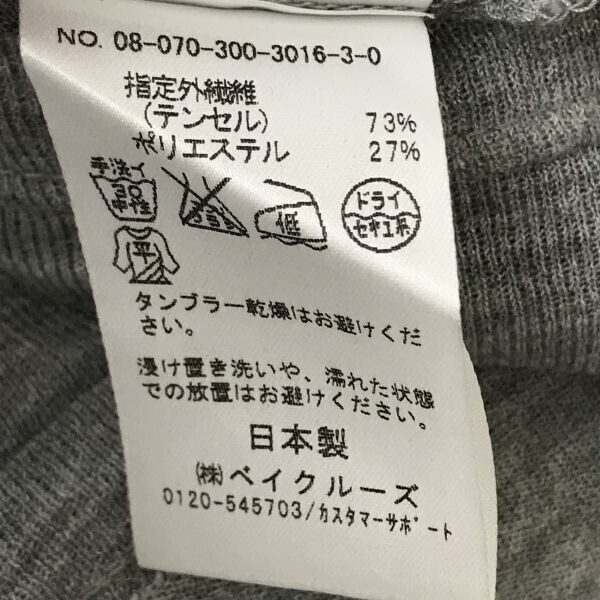 NO. 08-070-300-3016-3-0
指定外繊維
(テンセル) 73%
ポリエステル 27%
手洗イ
低
ドライ
セキユ系
平
タンブラー乾燥はお避けくだ
さい。
浸け置き洗いや、濡れた状態
での放置はお避けください。
日本製
㈱ベイクルーズ
0120-545703/カスタマーサポート